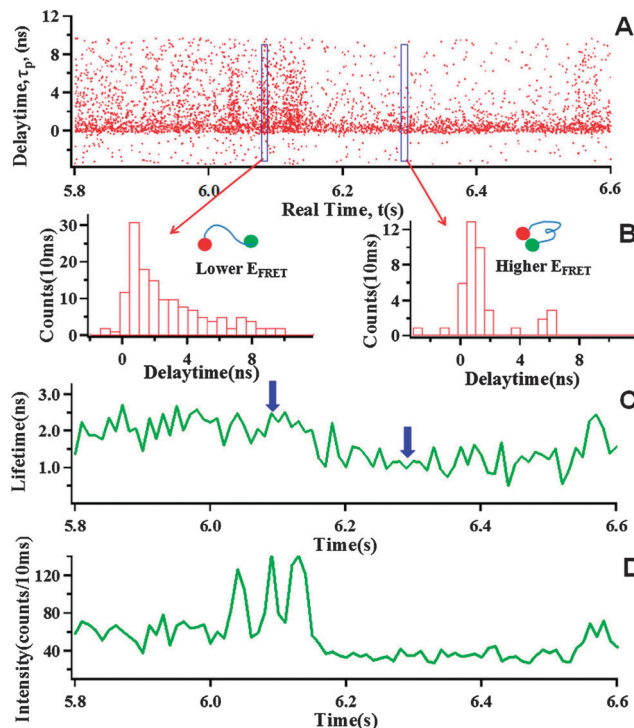 A
Delaytime, τp, (ns)
12
8
4
0
5.8 6.0 6.2 6.4 6.6
Real Time, t(s)
B
Counts(10ms)
30
20
10
0
Lower EFRET
0 4 8
Delaytime(ns)
Counts(10ms)
12
8
4
0
Higher EFRET
0 4 8
Delaytime(ns)
C
Lifetime(ns)
3.0
2.0
1.0
5.8 6.0 6.2 6.4 6.6
Time(s)
D
Intensity(counts/10ms)
120
80
40
5.8 6.0 6.2 6.4 6.6
Time(s)